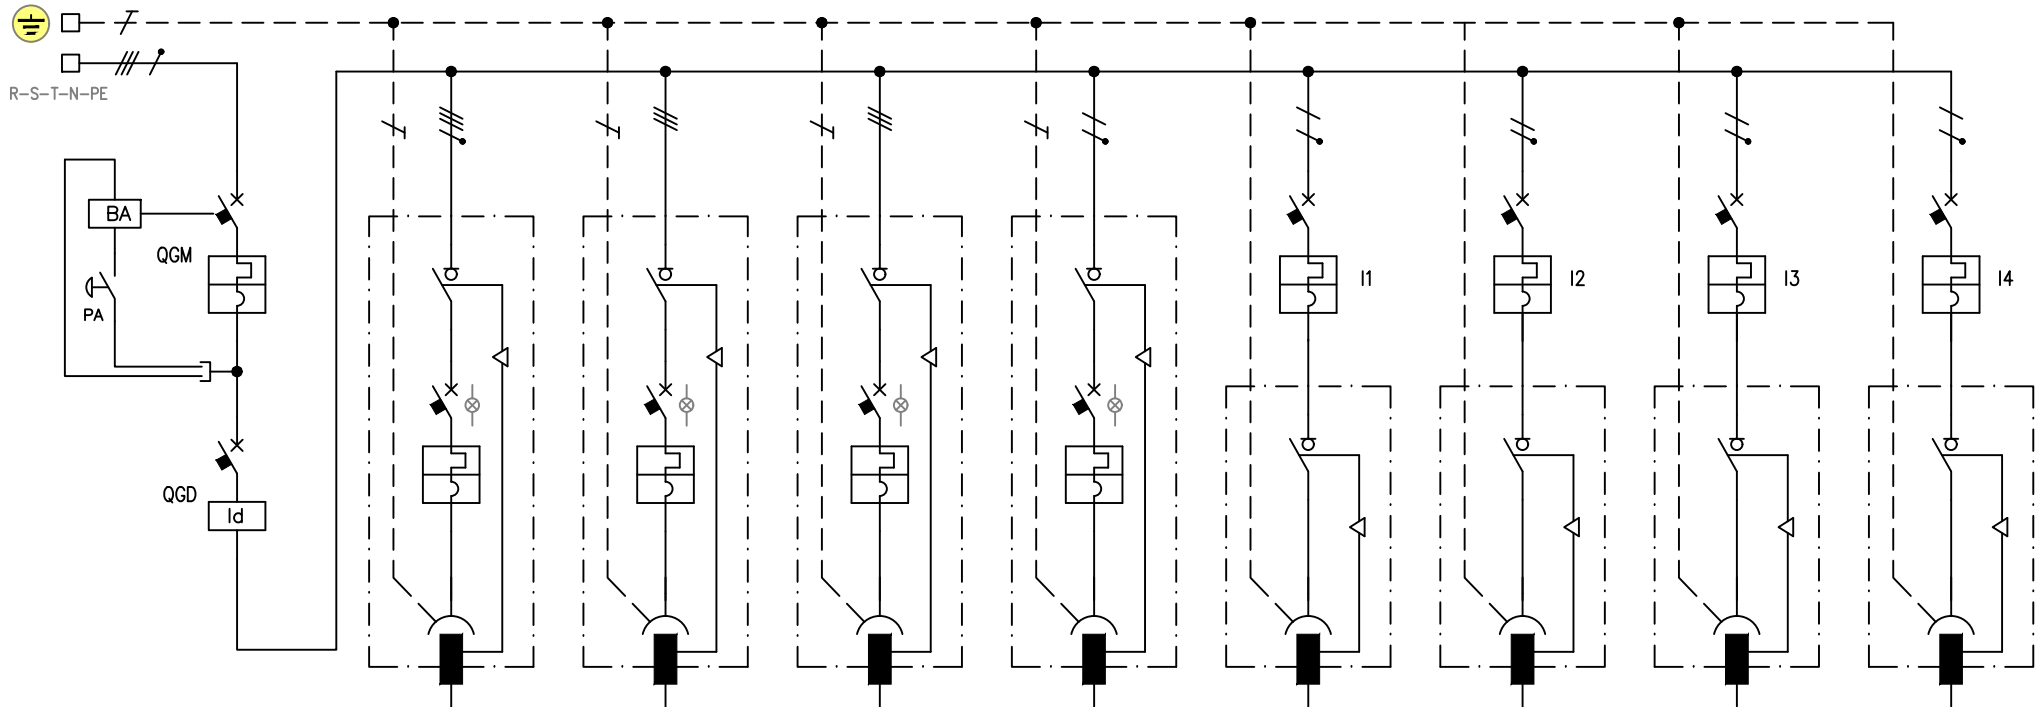 R-S-T-N-PE
BA
QGM
PA
QGD
Id
I1
I2
I3
I4